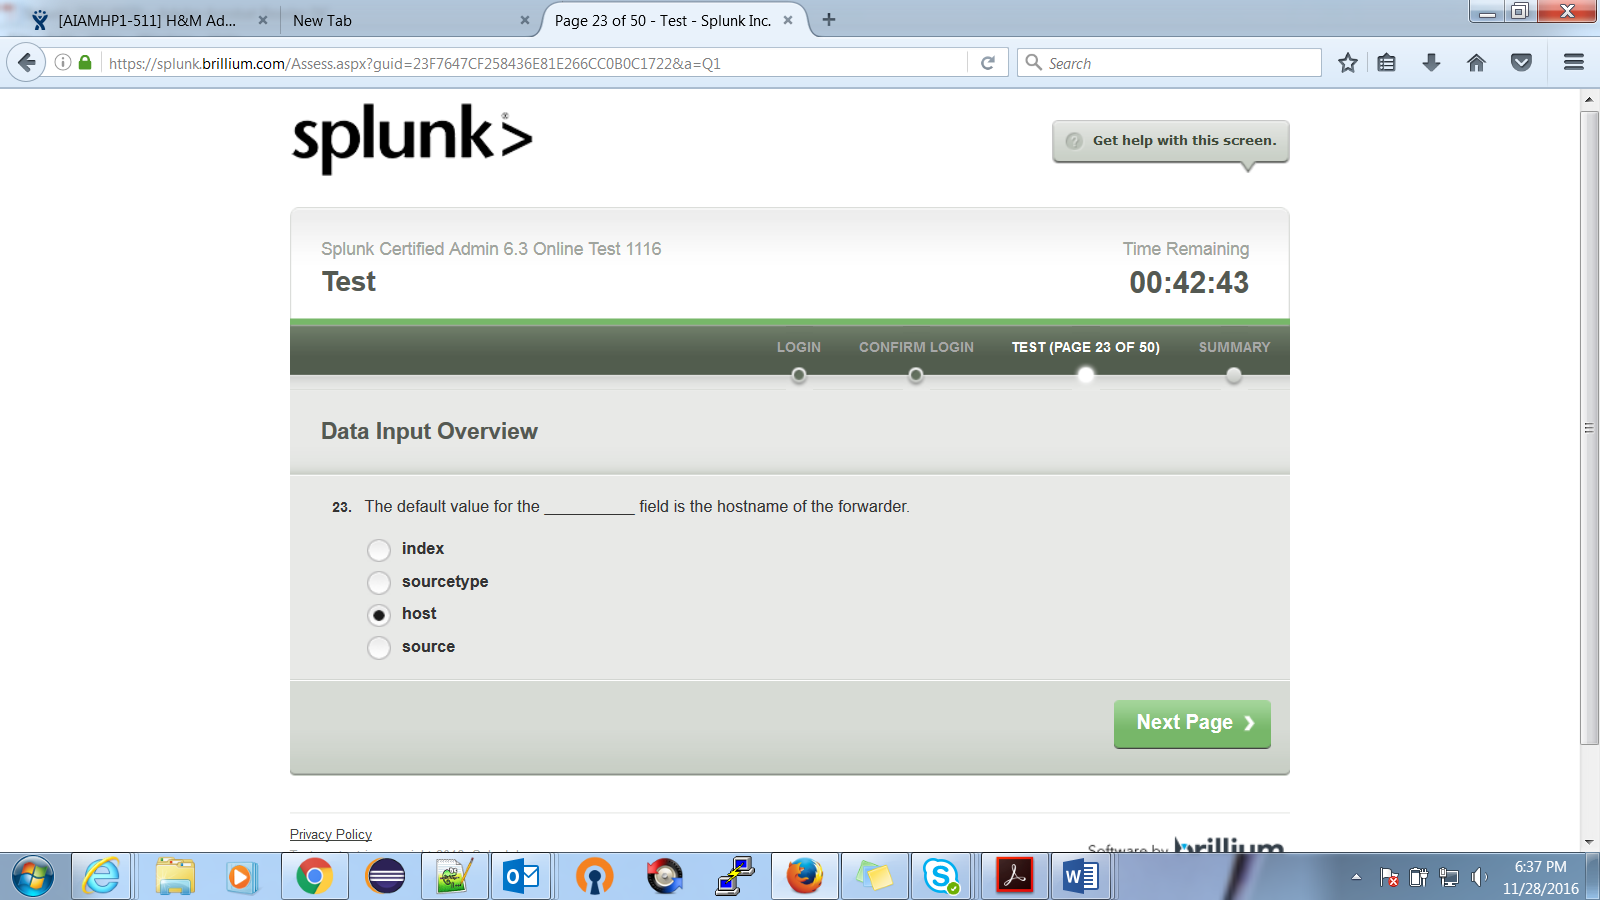 [AIAMHP1-511] H&M Ad...
New Tab
Page 23 of 50 - Test - Splunk Inc.
https://splunk.brillium.com/Assess.aspx?guid=23F7647CF258436E81E266CC0B0C1722&a=Q1
Search
splunk>
Get help with this screen.
Splunk Certified Admin 6.3 Online Test 1116
Time Remaining
Test
00:42:43
LOGIN
CONFIRM LOGIN
TEST (PAGE 23 OF 50)
SUMMARY
Data Input Overview
23. The default value for the __________ field is the hostname of the forwarder.
index
sourcetype
host
source
Next Page
Privacy Policy
Software by brillium
6:37 PM
11/28/2016